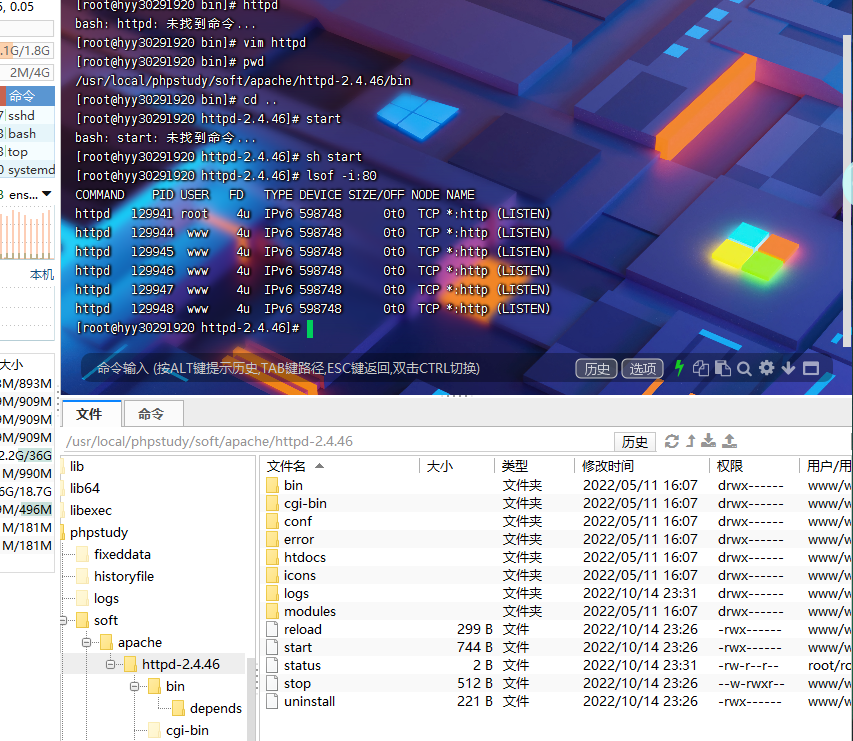 5, 0.05
.1G/1.8G
2M/4G
命令
sshd
bash
top
systemd
ens...
本机
大小
M/893M
M/909M
M/909M
M/909M
2.2G/36G
M/990M
6G/18.7G
M/496M
M/181M
M/181M
[root@hyy30291920 bin]# httpd
bash: httpd: 未找到命令...
[root@hyy30291920 bin]# vim httpd
[root@hyy30291920 bin]# pwd
/usr/local/phpstudy/soft/apache/httpd-2.4.46/bin
[root@hyy30291920 bin]# cd ..
[root@hyy30291920 httpd-2.4.46]# start
bash: start: 未找到命令...
[root@hyy30291920 httpd-2.4.46]# sh start
[root@hyy30291920 httpd-2.4.46]# lsof -i:80
COMMAND PID USER FD TYPE DEVICE SIZE/OFF NODE NAME
httpd 129941 root 4u IPv6 598748 0t0 TCP *:http (LISTEN)
httpd 129944 www 4u IPv6 598748 0t0 TCP *:http (LISTEN)
httpd 129945 www 4u IPv6 598748 0t0 TCP *:http (LISTEN)
httpd 129946 www 4u IPv6 598748 0t0 TCP *:http (LISTEN)
httpd 129947 www 4u IPv6 598748 0t0 TCP *:http (LISTEN)
httpd 129948 www 4u IPv6 598748 0t0 TCP *:http (LISTEN)
[root@hyy30291920 httpd-2.4.46]#
命令输入 (按ALT键提示历史,TAB键路径,ESC键返回,双击CTRL切换) 历史 选项
文件 命令
/usr/local/phpstudy/soft/apache/httpd-2.4.46 历史
lib
lib64
libexec
phpstudy
fixeddata
historyfile
logs
soft
apache
httpd-2.4.46
bin
depends
cgi-bin
文件名 大小 类型 修改时间 权限 用户/用
bin 文件夹 2022/05/11 16:07 drwx------ www/w
cgi-bin 文件夹 2022/05/11 16:07 drwx------ www/w
conf 文件夹 2022/05/11 16:07 drwx------ www/w
error 文件夹 2022/05/11 16:07 drwx------ www/w
htdocs 文件夹 2022/05/11 16:07 drwx------ www/w
icons 文件夹 2022/05/11 16:07 drwx------ www/w
logs 文件夹 2022/10/14 23:31 drwx------ www/w
modules 文件夹 2022/05/11 16:07 drwx------ www/w
reload 299 B 文件 2022/10/14 23:26 -rwx------ www/w
start 744 B 文件 2022/10/14 23:26 -rwx------ www/w
status 2 B 文件 2022/10/14 23:31 -rw-r--r-- root/rc
stop 512 B 文件 2022/10/14 23:26 --w-rwxr-- www/w
uninstall 221 B 文件 2022/10/14 23:26 -rwx------ www/w